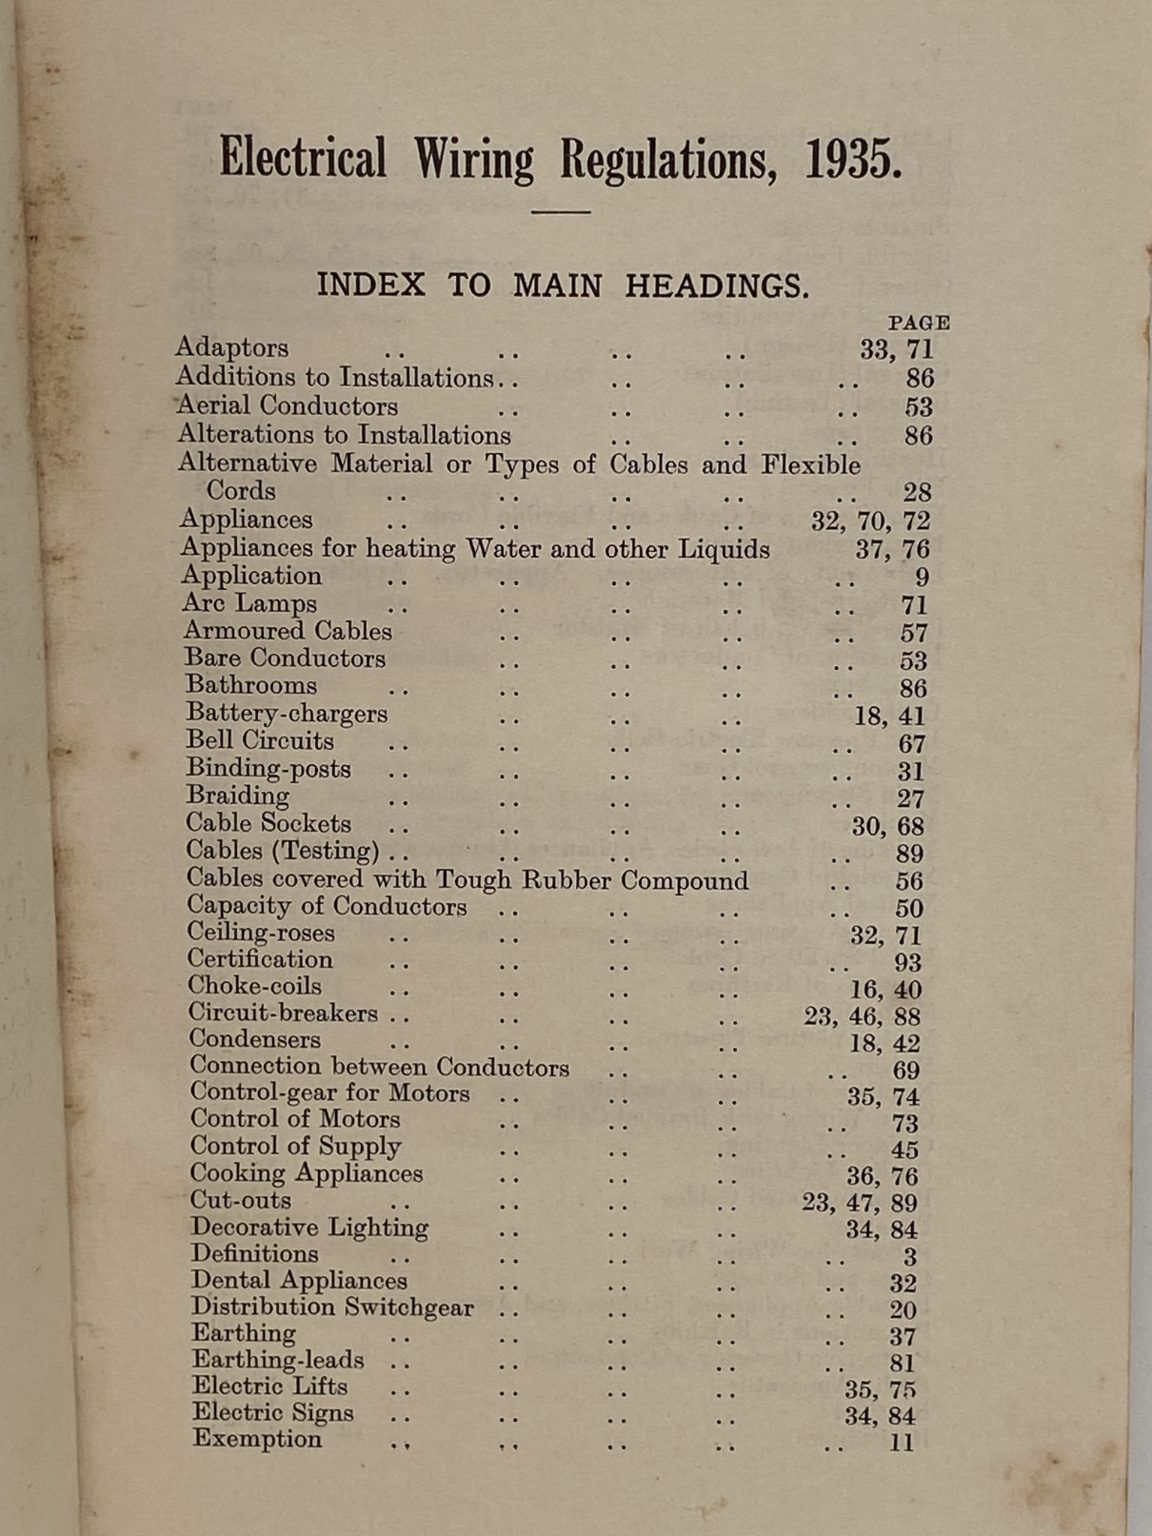 Electrical Wiring Regulations, 1935.
INDEX TO MAIN HEADINGS.
PAGE
Adaptors .. .. .. .. 33, 71
Additions to Installations.. .. .. .. 86
Aerial Conductors .. .. .. .. 53
Alterations to Installations .. .. .. 86
Alternative Material or Types of Cables and Flexible
Cords .. .. .. .. .. 28
Appliances .. .. .. .. 32, 70, 72
Appliances for heating Water and other Liquids 37, 76
Application .. .. .. .. .. 9
Arc Lamps .. .. .. .. .. 71
Armoured Cables .. .. .. .. 57
Bare Conductors .. .. .. .. 53
Bathrooms .. .. .. .. .. 86
Battery-chargers .. .. .. 18, 41
Bell Circuits .. .. .. .. .. 67
Binding-posts .. .. .. .. .. 31
Braiding .. .. .. .. .. 27
Cable Sockets .. .. .. .. 30, 68
Cables (Testing) .. .. .. .. .. 89
Cables covered with Tough Rubber Compound .. 56
Capacity of Conductors .. .. .. .. 50
Ceiling-roses .. .. .. .. 32, 71
Certification .. .. .. .. .. 93
Choke-coils .. .. .. .. 16, 40
Circuit-breakers .. .. .. .. 23, 46, 88
Condensers .. .. .. .. 18, 42
Connection between Conductors .. .. .. 69
Control-gear for Motors .. .. .. 35, 74
Control of Motors .. .. .. .. 73
Control of Supply .. .. .. .. 45
Cooking Appliances .. .. .. 36, 76
Cut-outs .. .. .. .. 23, 47, 89
Decorative Lighting .. .. .. 34, 84
Definitions .. .. .. .. .. 3
Dental Appliances .. .. .. .. 32
Distribution Switchgear .. .. .. .. 20
Earthing .. .. .. .. .. 37
Earthing-leads .. .. .. .. .. 81
Electric Lifts .. .. .. .. 35, 75
Electric Signs .. .. .. .. 34, 84
Exemption .. .. .. .. .. 11